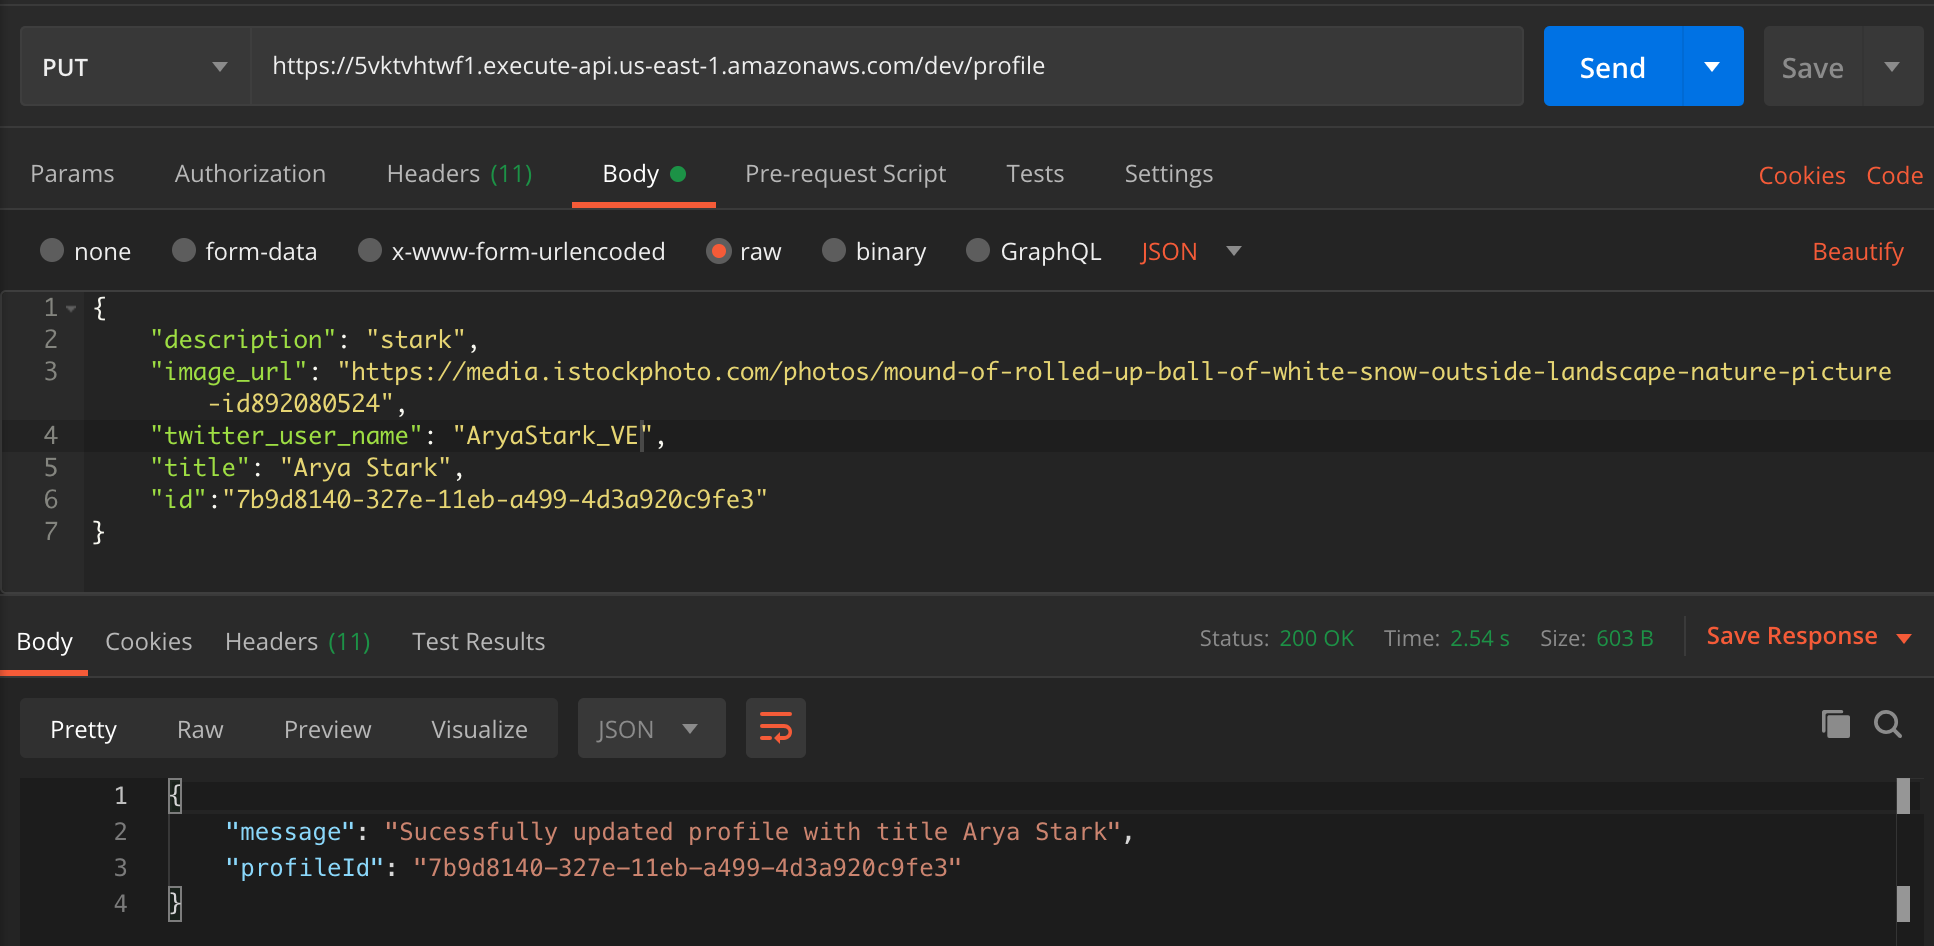 PUT https://5vktvhtwf1.execute-api.us-east-1.amazonaws.com/dev/profile Send Save
Params Authorization Headers (11) Body Pre-request Script Tests Settings Cookies Code
none form-data x-www-form-urlencoded raw binary GraphQL JSON Beautify
1 {
2 "description": "stark",
3 "image_url": "https://media.istockphoto.com/photos/mound-of-rolled-up-ball-of-white-snow-outside-landscape-nature-picture
-id892080524",
4 "twitter_user_name": "AryaStark_VE",
5 "title": "Arya Stark",
6 "id":"7b9d8140-327e-11eb-a499-4d3a920c9fe3"
7 }
Body Cookies Headers (11) Test Results Status: 200 OK Time: 2.54 s Size: 603 B Save Response
Pretty Raw Preview Visualize JSON
1 {
2 "message": "Sucessfully updated profile with title Arya Stark",
3 "profileId": "7b9d8140-327e-11eb-a499-4d3a920c9fe3"
4 }